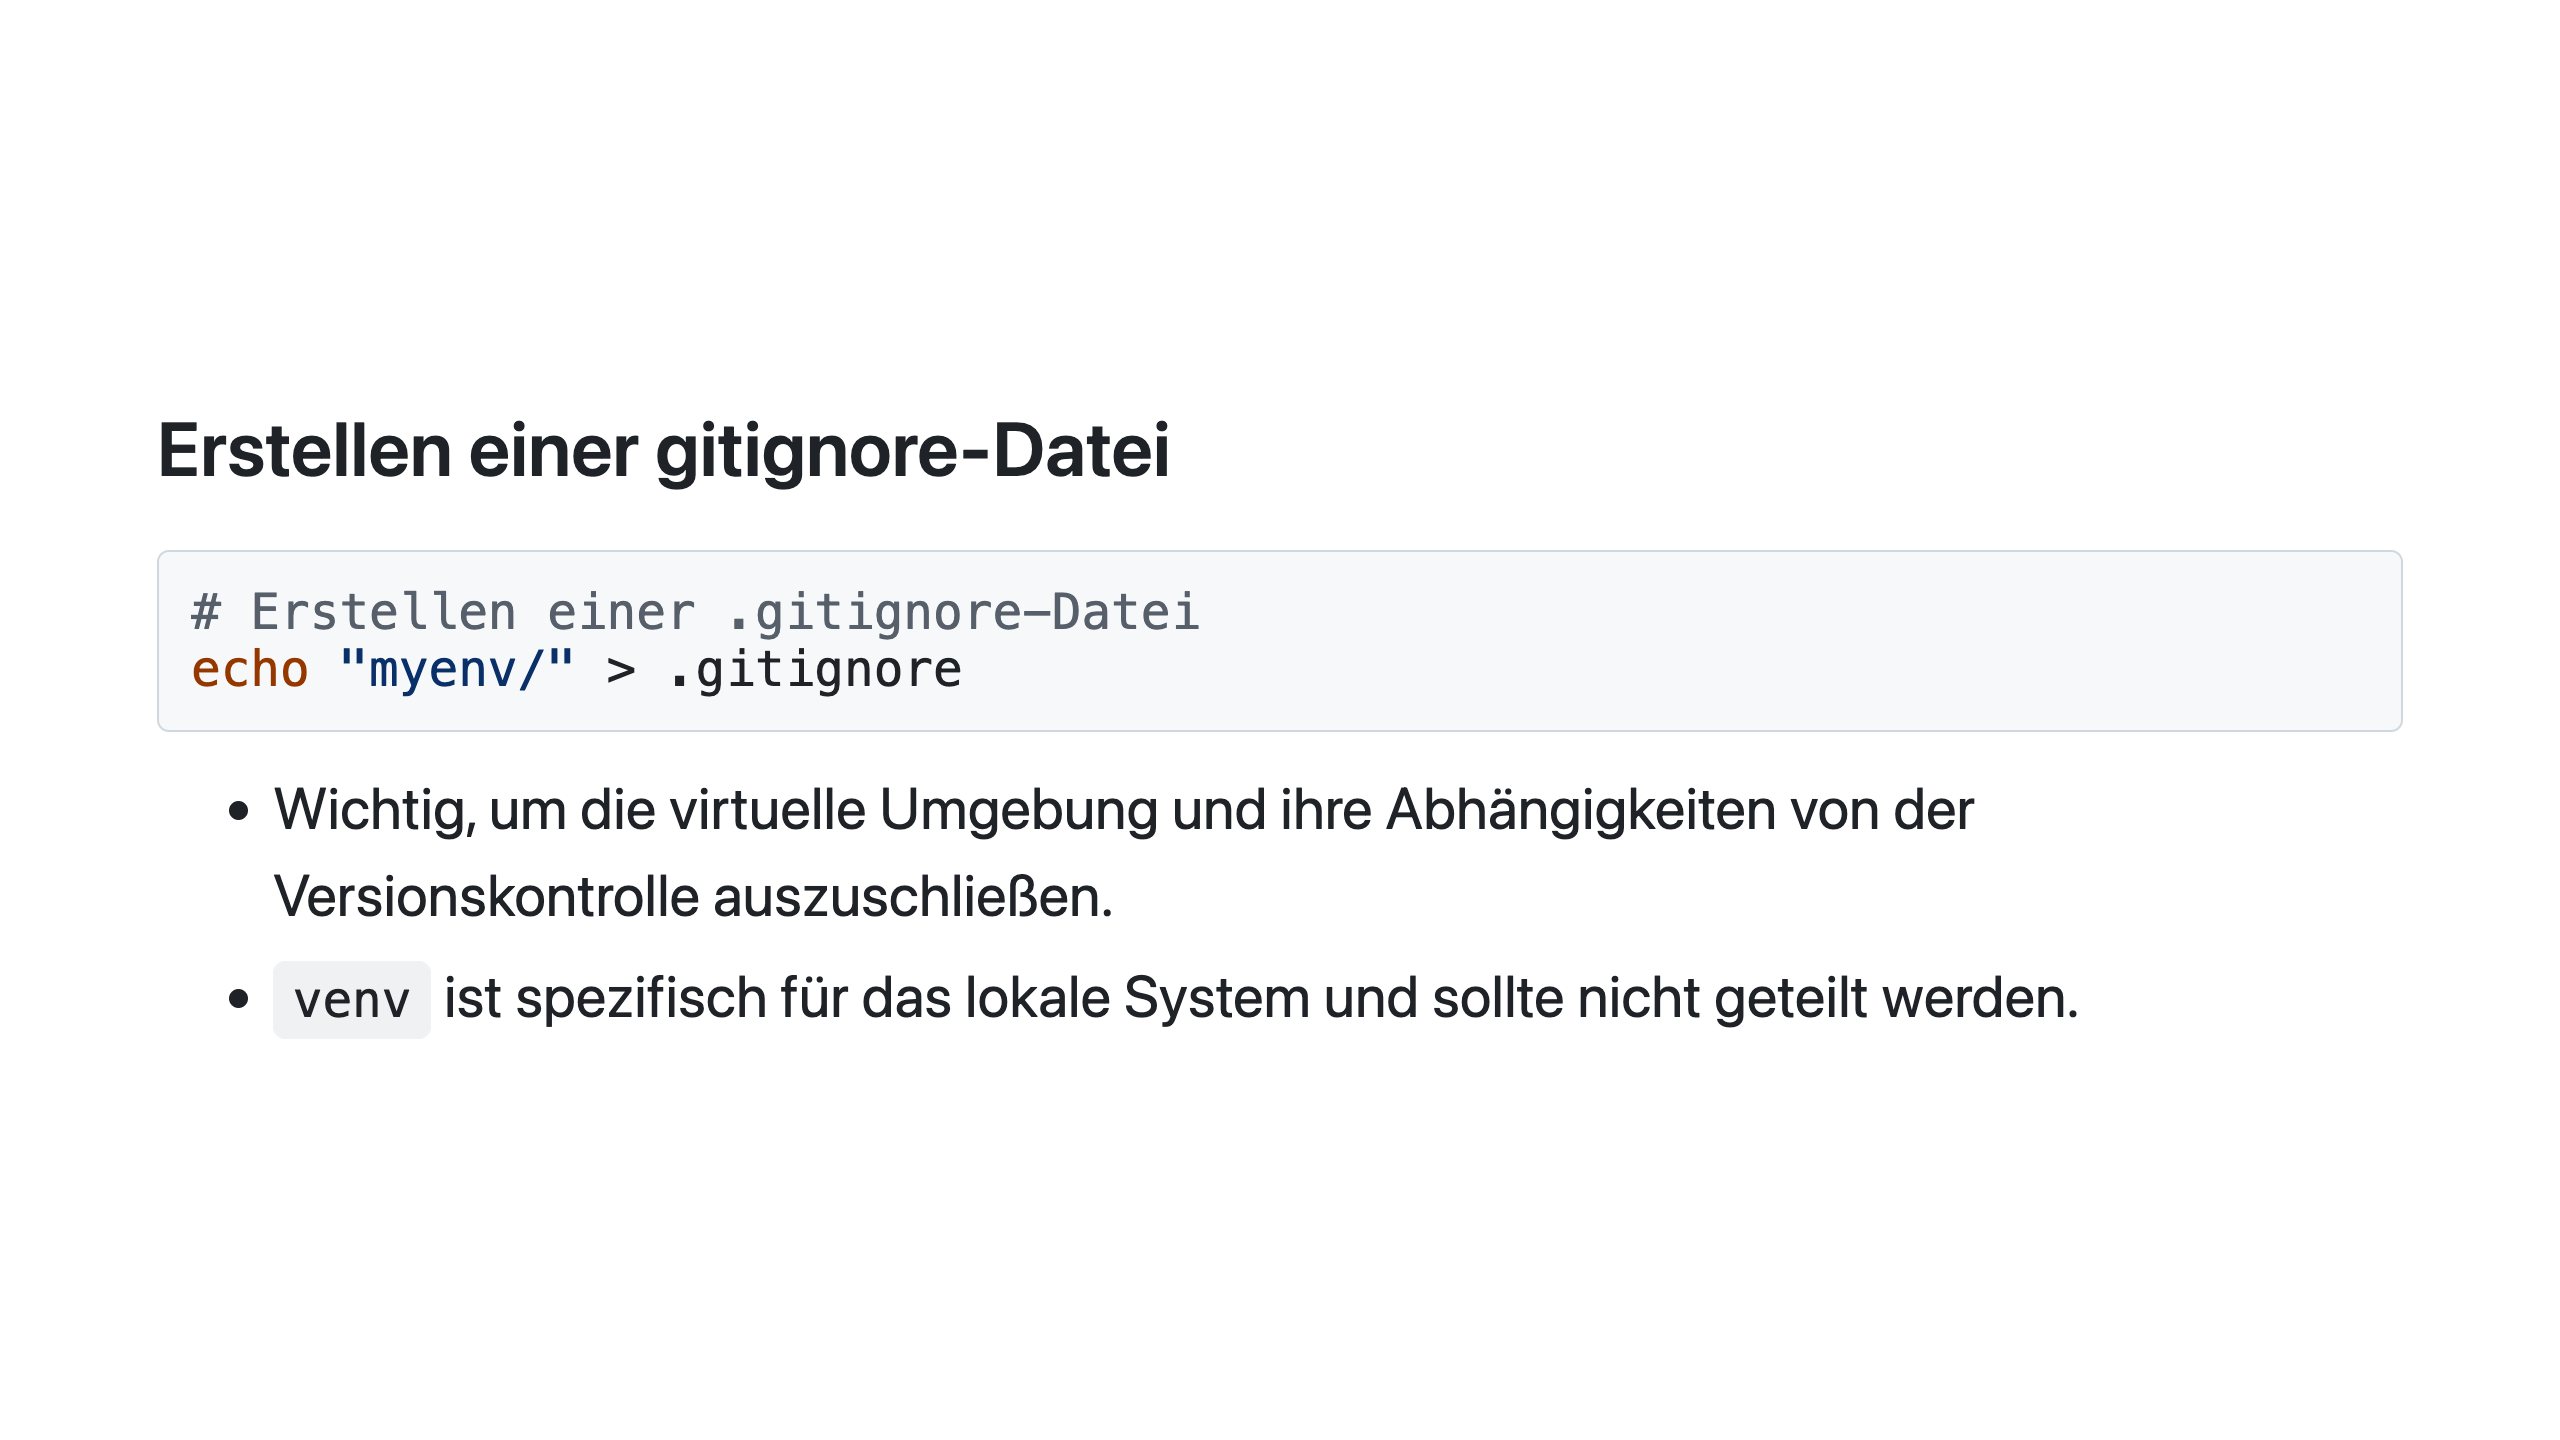 Erstellen einer gitignore-Datei
# Erstellen einer .gitignore-Datei
echo "myenv/" > .gitignore
• Wichtig, um die virtuelle Umgebung und ihre Abhängigkeiten von der
Versionskontrolle auszuschließen.
• venv ist spezifisch für das lokale System und sollte nicht geteilt werden.